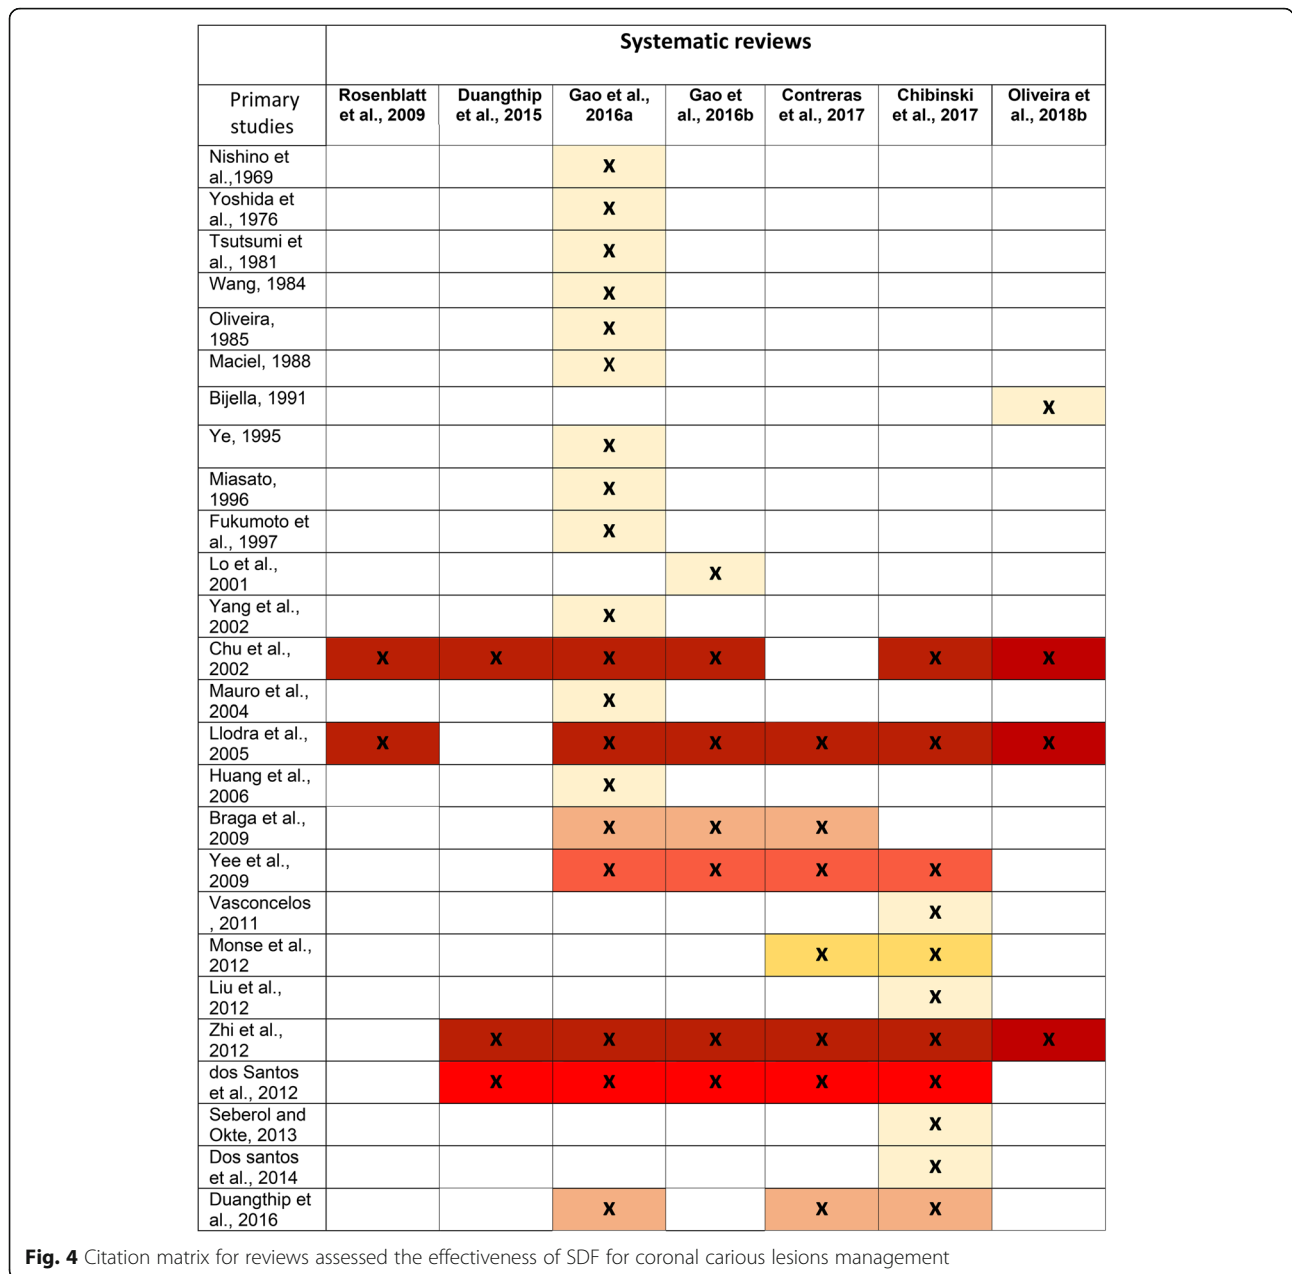 Systematic reviews
Primary studies
Rosenblatt et al., 2009
Duangthip et al., 2015
Gao et al., 2016a
Gao et al., 2016b
Contreras et al., 2017
Chibinski et al., 2017
Oliveira et al., 2018b
Nishino et al.,1969
X
Yoshida et al., 1976
X
Tsutsumi et al., 1981
X
Wang, 1984
X
Oliveira, 1985
X
Maciel, 1988
X
Bijella, 1991
X
Ye, 1995
X
Miasato, 1996
X
Fukumoto et al., 1997
X
Lo et al., 2001
X
Yang et al., 2002
X
Chu et al., 2002
X X X X X X
Mauro et al., 2004
X
Llodra et al., 2005
X X X X X X
Huang et al., 2006
X
Braga et al., 2009
X X X
Yee et al., 2009
X X X X
Vasconcelos , 2011
X
Monse et al., 2012
X X
Liu et al., 2012
X
Zhi et al., 2012
X X X X X X
dos Santos et al., 2012
X X X X X
Seberol and Okte, 2013
X
Dos santos et al., 2014
X
Duangthip et al., 2016
X X X
Fig. 4 Citation matrix for reviews assessed the effectiveness of SDF for coronal carious lesions management